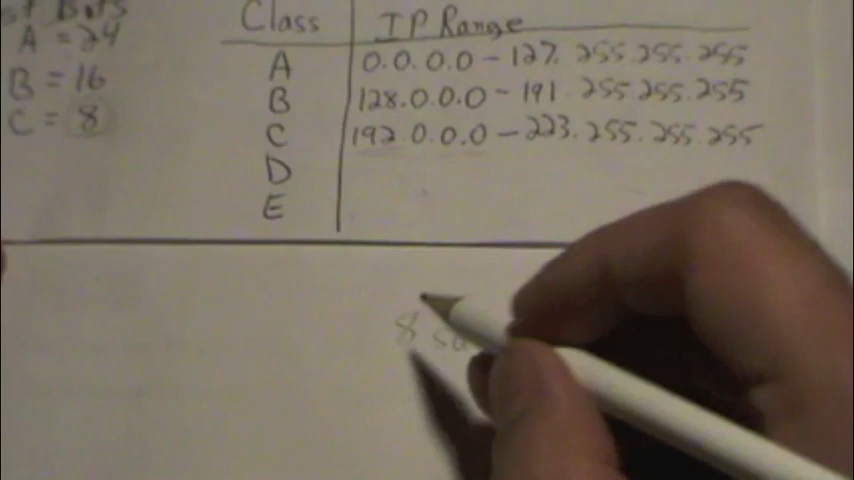 Bits
A = 24
B = 16
C = 8
Class IP Range
A 0.0.0.0 - 127. 255.255.255
B 128.0.0.0 - 191.255.255.255
C 192 0.0.0 - 223.255.255.255
D
E
8